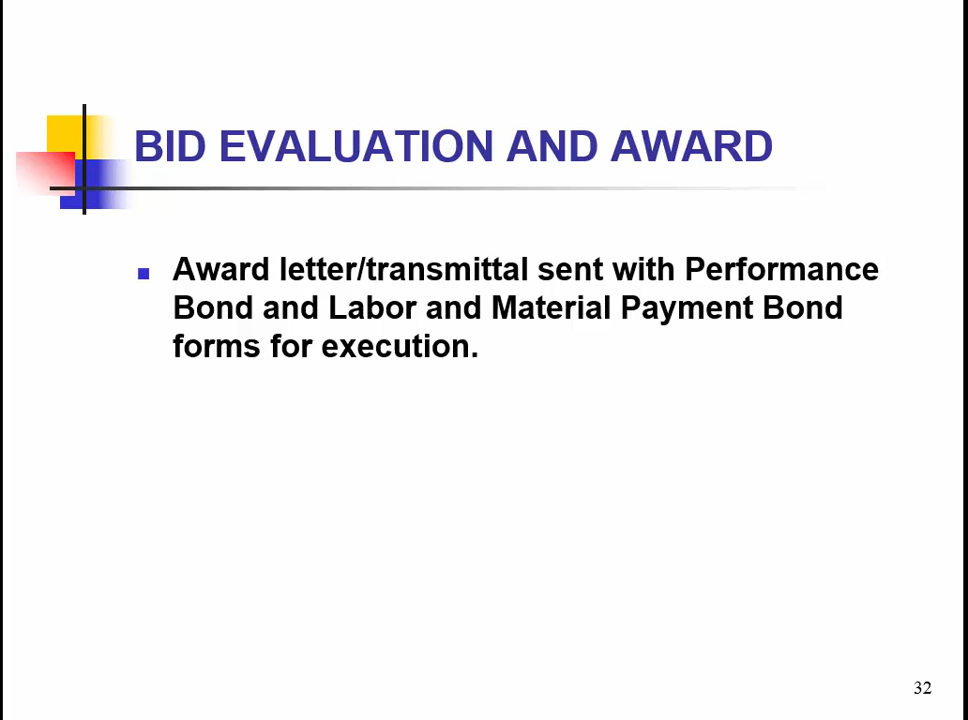 BID EVALUATION AND AWARD
Award letter/transmittal sent with Performance
Bond and Labor and Material Payment Bond
forms for execution.
32